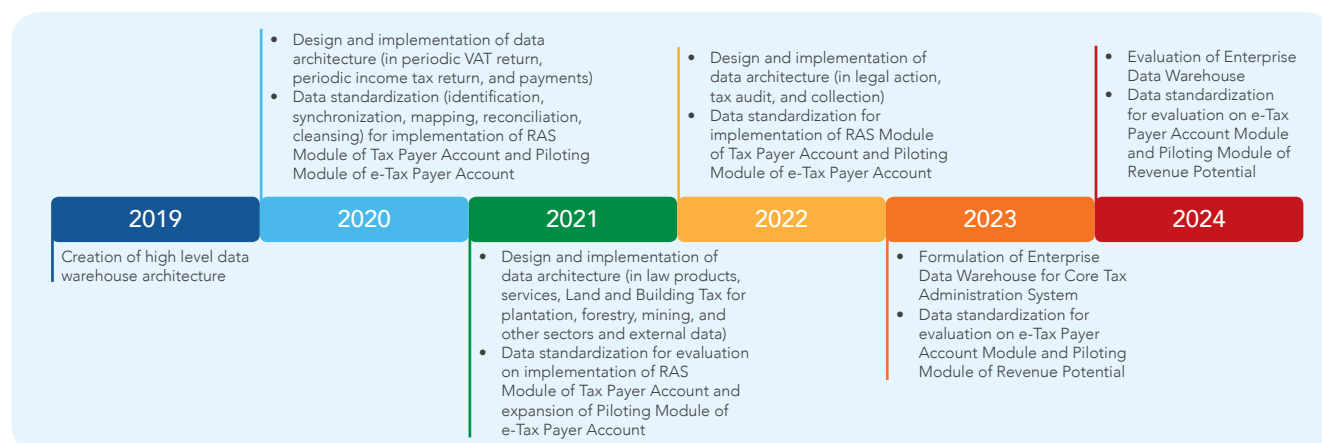 • Design and implementation of data
architecture (in periodic VAT return,
periodic income tax return, and payments)
• Data standardization (identification,
synchronization, mapping, reconciliation,
cleansing) for implementation of RAS
Module of Tax Payer Account and Piloting
Module of e-Tax Payer Account
• Design and implementation of
data architecture (in legal action,
tax audit, and collection)
• Data standardization for
implementation of RAS Module
of Tax Payer Account and Piloting
Module of e-Tax Payer Account
• Evaluation of Enterprise
Data Warehouse
• Data standardization
for evaluation on e-Tax
Payer Account Module
and Piloting Module of
Revenue Potential
2019
2020
2021
2022
2023
2024
Creation of high level data
warehouse architecture
• Design and implementation of
data architecture (in law products,
services, Land and Building Tax for
plantation, forestry, mining, and
other sectors and external data)
• Data standardization for evaluation
on implementation of RAS
Module of Tax Payer Account and
expansion of Piloting Module of
e-Tax Payer Account
• Formulation of Enterprise
Data Warehouse for Core Tax
Administration System
• Data standardization for
evaluation on e-Tax Payer
Account Module and Piloting
Module of Revenue Potential